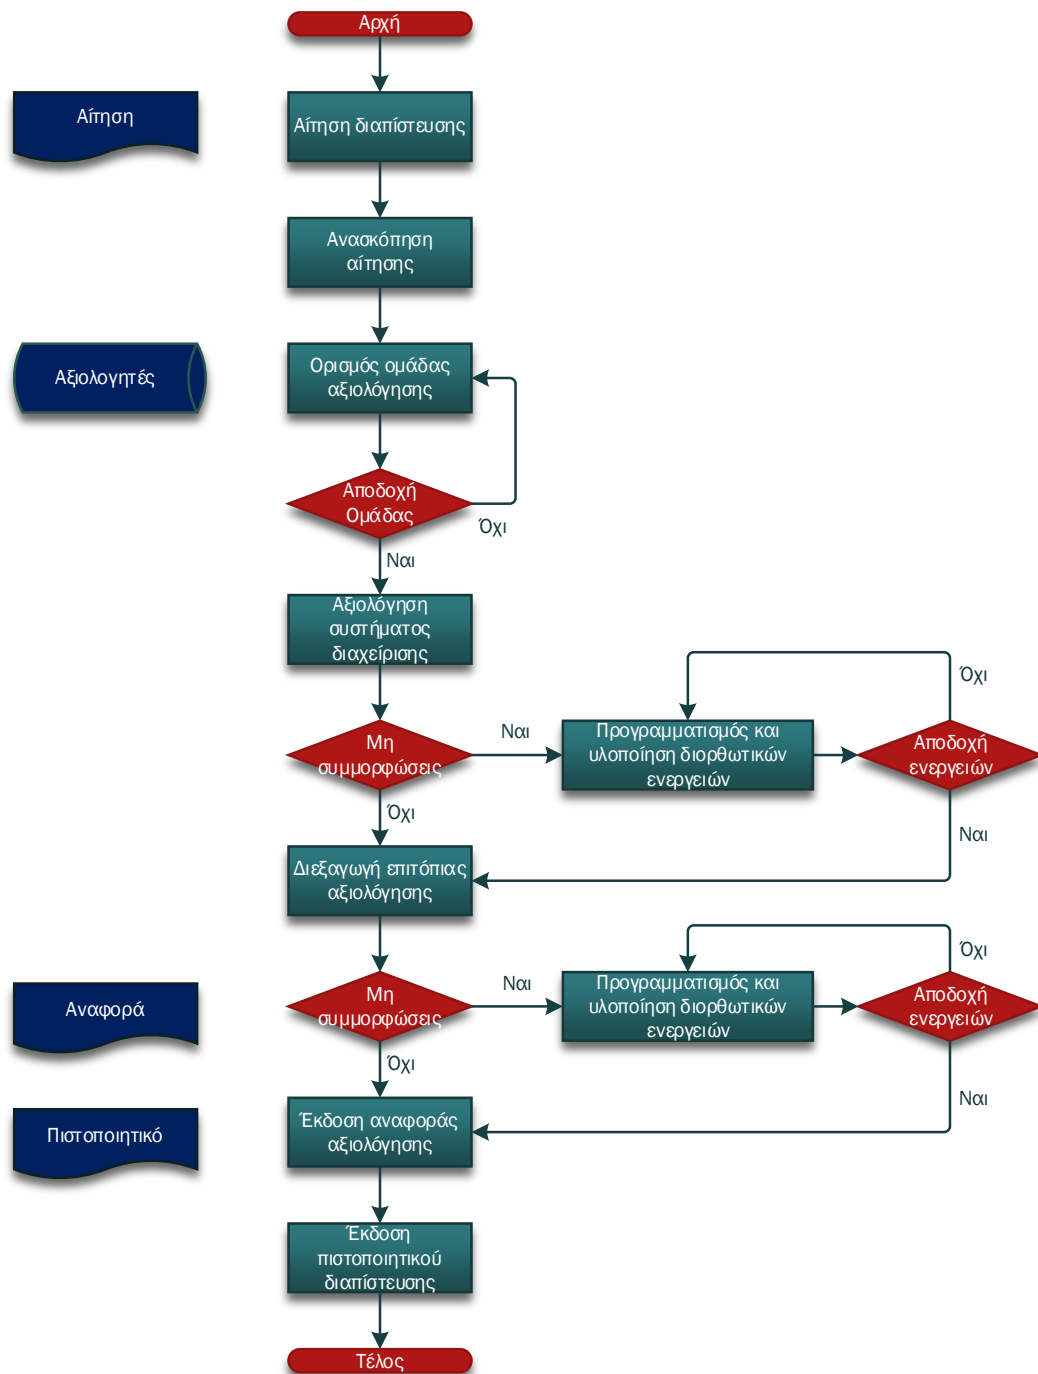 Αρχή
Αίτηση
Αίτηση διαπίστευσης
Ανασκόπηση
αίτησης
Αξιολογητές
Ορισμός ομάδας
αξιολόγησης
Αποδοχή
Ομάδας
Όχι
Ναι
Αξιολόγηση
συστήματος
διαχείρισης
Όχι
Μη
συμμορφώσεις
Ναι
Προγραμματισμός και
υλοποίηση διορθωτικών
ενεργειών
Αποδοχή
ενεργειών
Όχι
Ναι
Διεξαγωγή επιτόπιας
αξιολόγησης
Όχι
Αναφορά
Μη
συμμορφώσεις
Ναι
Προγραμματισμός και
υλοποίηση διορθωτικών
ενεργειών
Αποδοχή
ενεργειών
Όχι
Ναι
Πιστοποιητικό
Έκδοση αναφοράς
αξιολόγησης
Έκδοση
πιστοποιητικού
διαπίστευσης
Τέλος